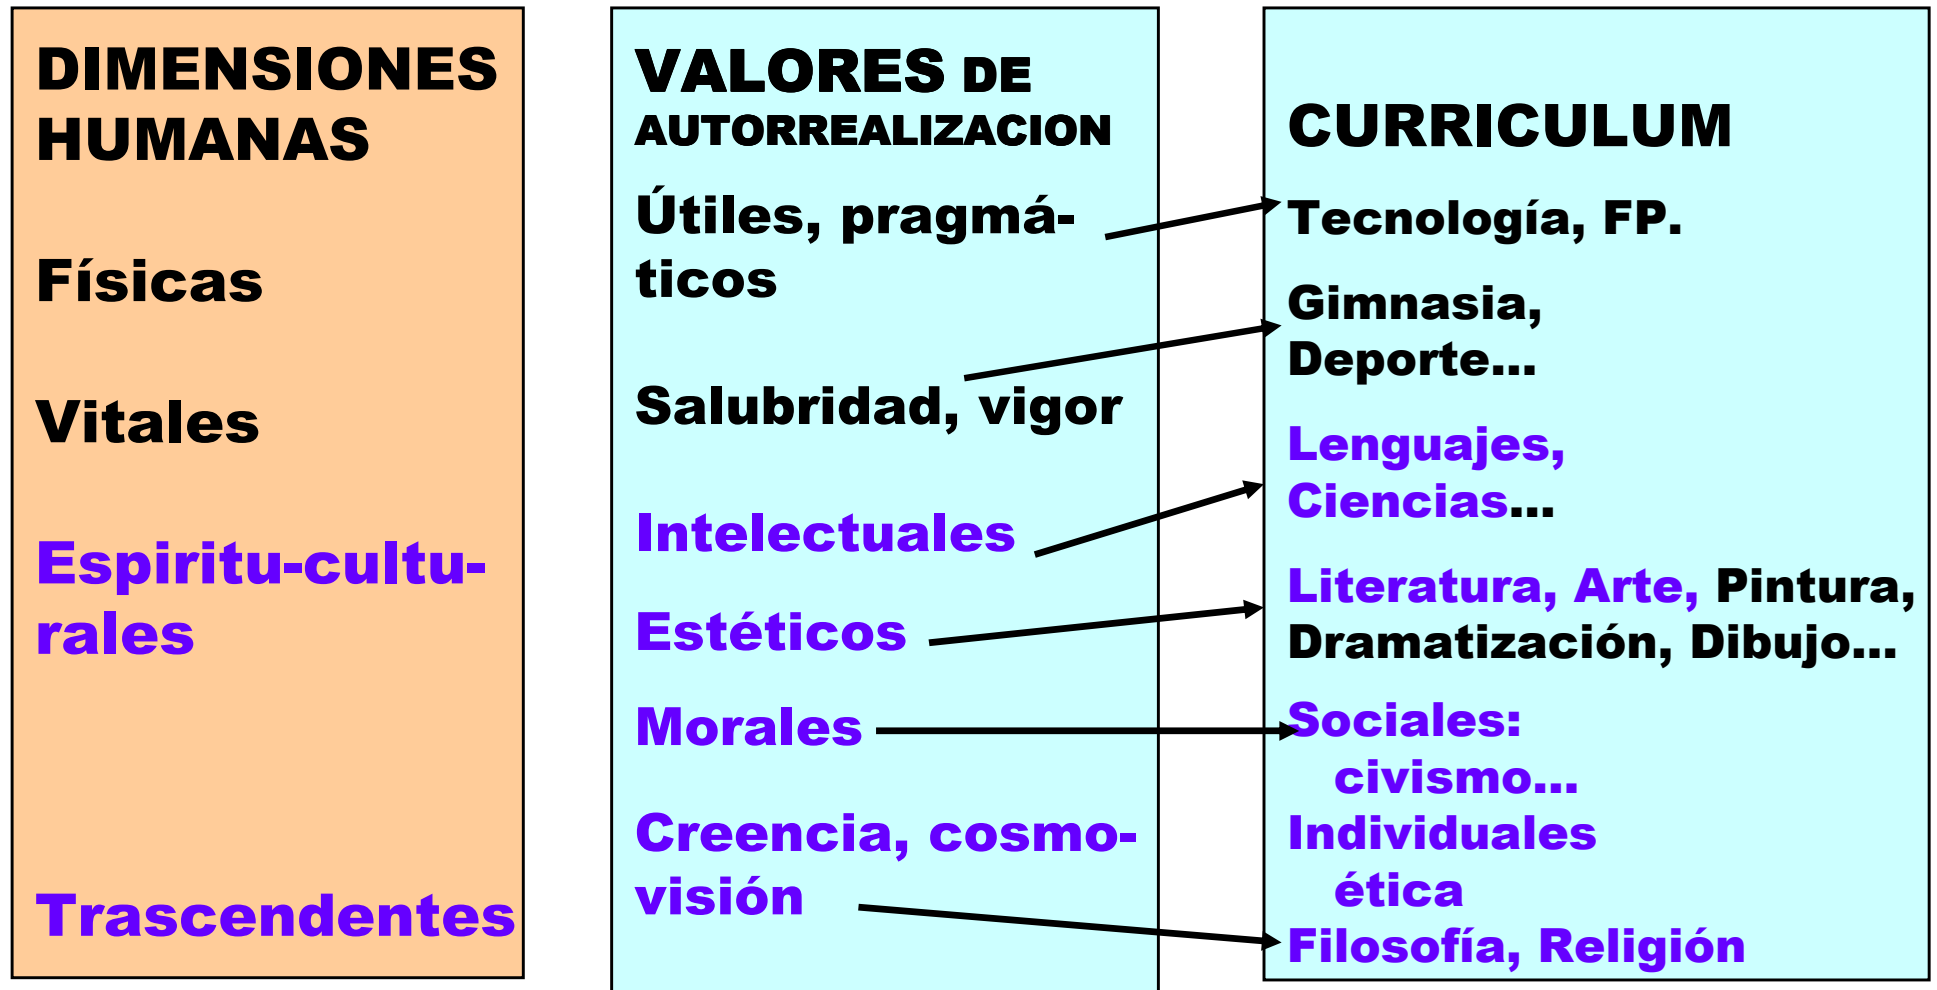 DIMENSIONES
HUMANAS
Físicas
Vitales
Espiritu-cultu-
rales
Trascendentes
VALORES DE
AUTORREALIZACION
Útiles, pragmá-
ticos
Salubridad, vigor
Intelectuales
Estéticos
Morales
Creencia, cosmo-
visión
CURRICULUM
Tecnología, FP.
Gimnasia,
Deporte...
Lenguajes,
Ciencias...
Literatura, Arte, Pintura,
Dramatización, Dibujo...
Sociales:
civismo...
Individuales
ética
Filosofía, Religión